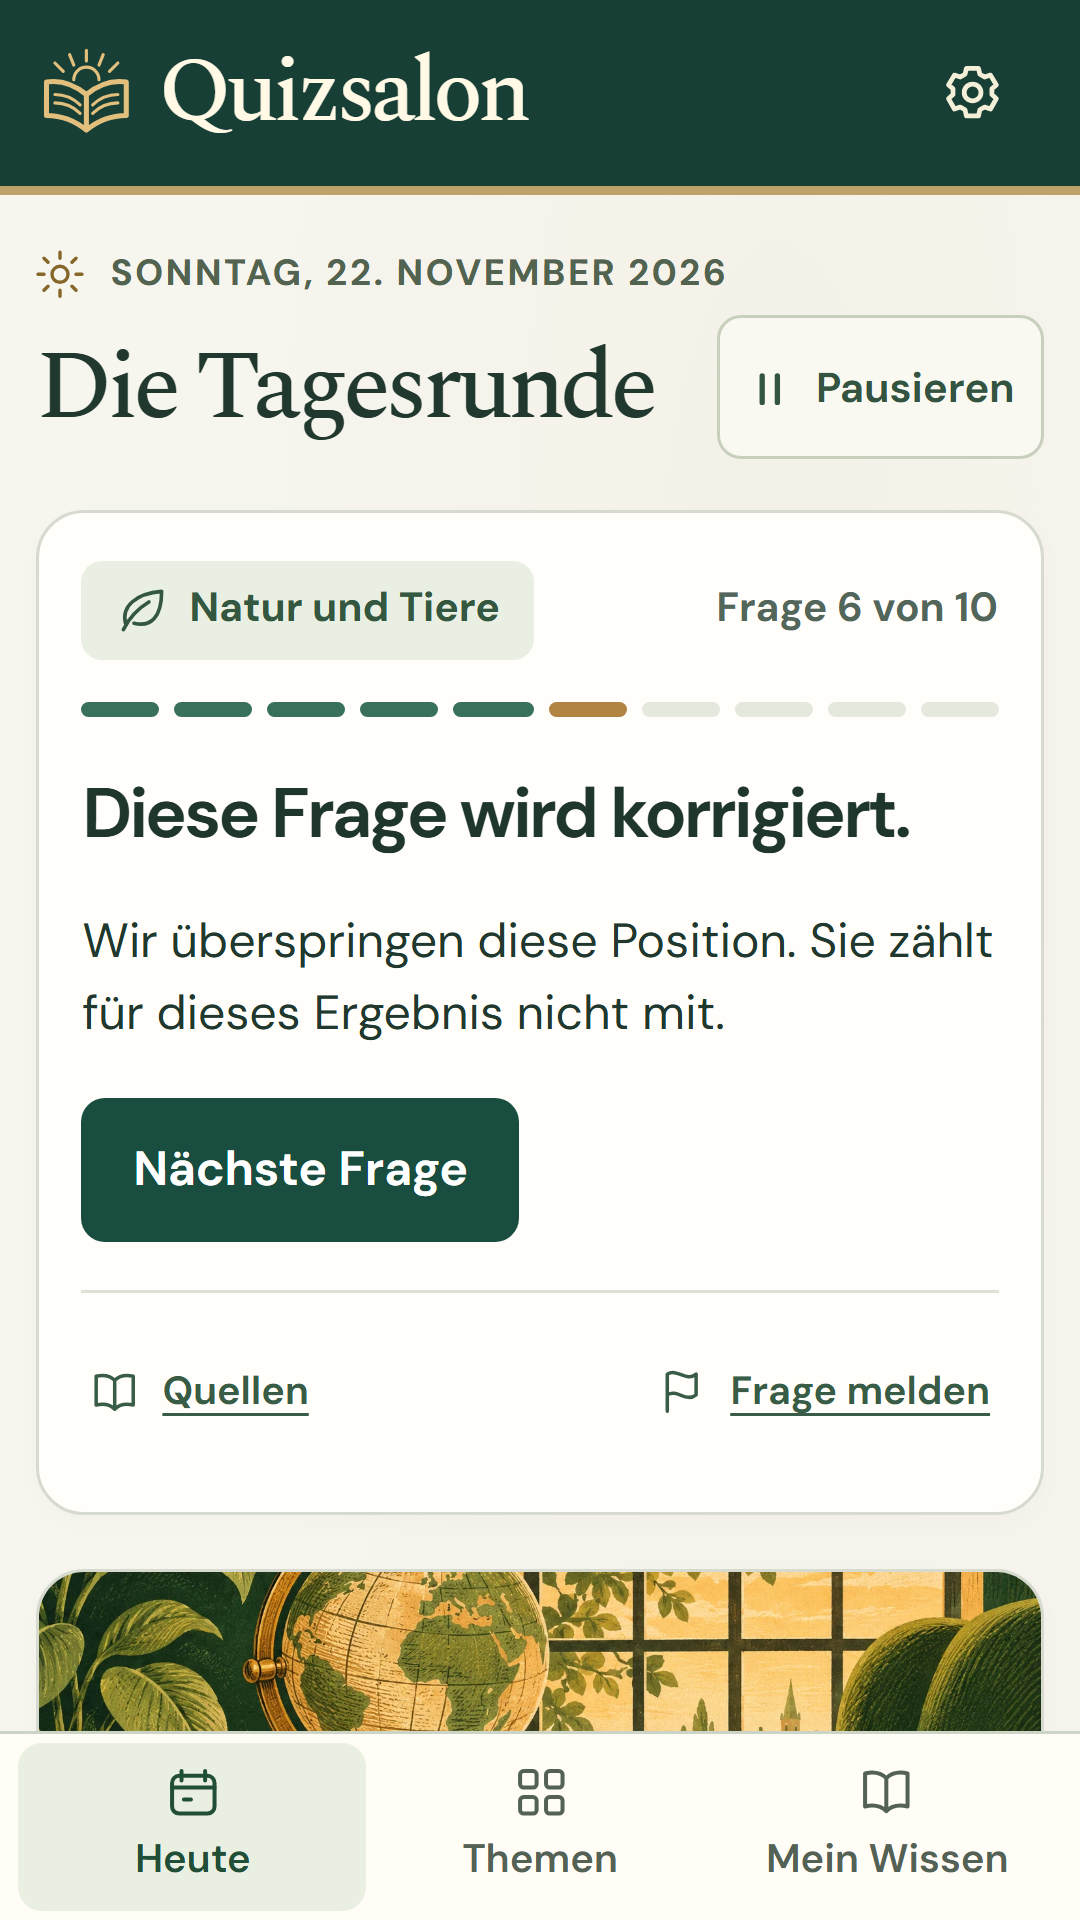 Quizsalon
SONNTAG, 22. NOVEMBER 2026
Die Tagesrunde
Pausieren
Natur und Tiere
Frage 6 von 10
Diese Frage wird korrigiert.
Wir überspringen diese Position. Sie zählt
für dieses Ergebnis nicht mit.
Nächste Frage
Quellen
Frage melden
Heute
Themen
Mein Wissen